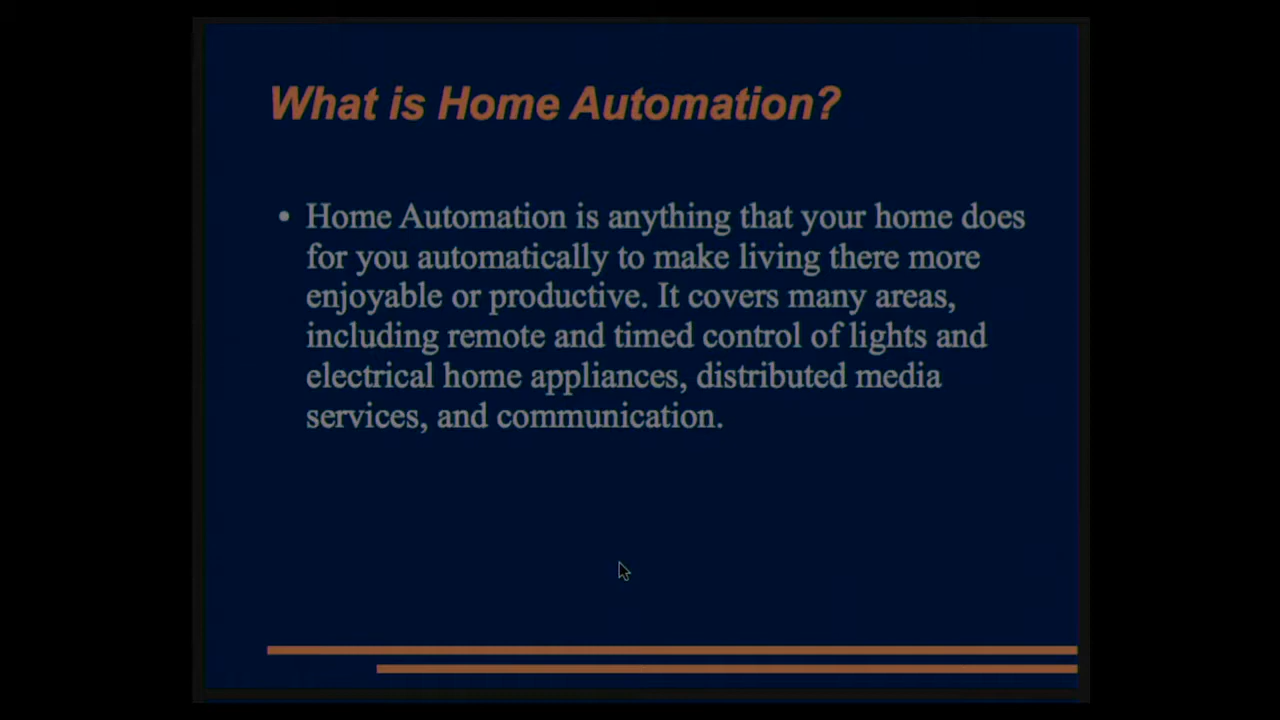 What is Home Automation?
• Home Automation is anything that your home does
for you automatically to make living there more
enjoyable or productive. It covers many areas,
including remote and timed control of lights and
electrical home appliances, distributed media
services, and communication.